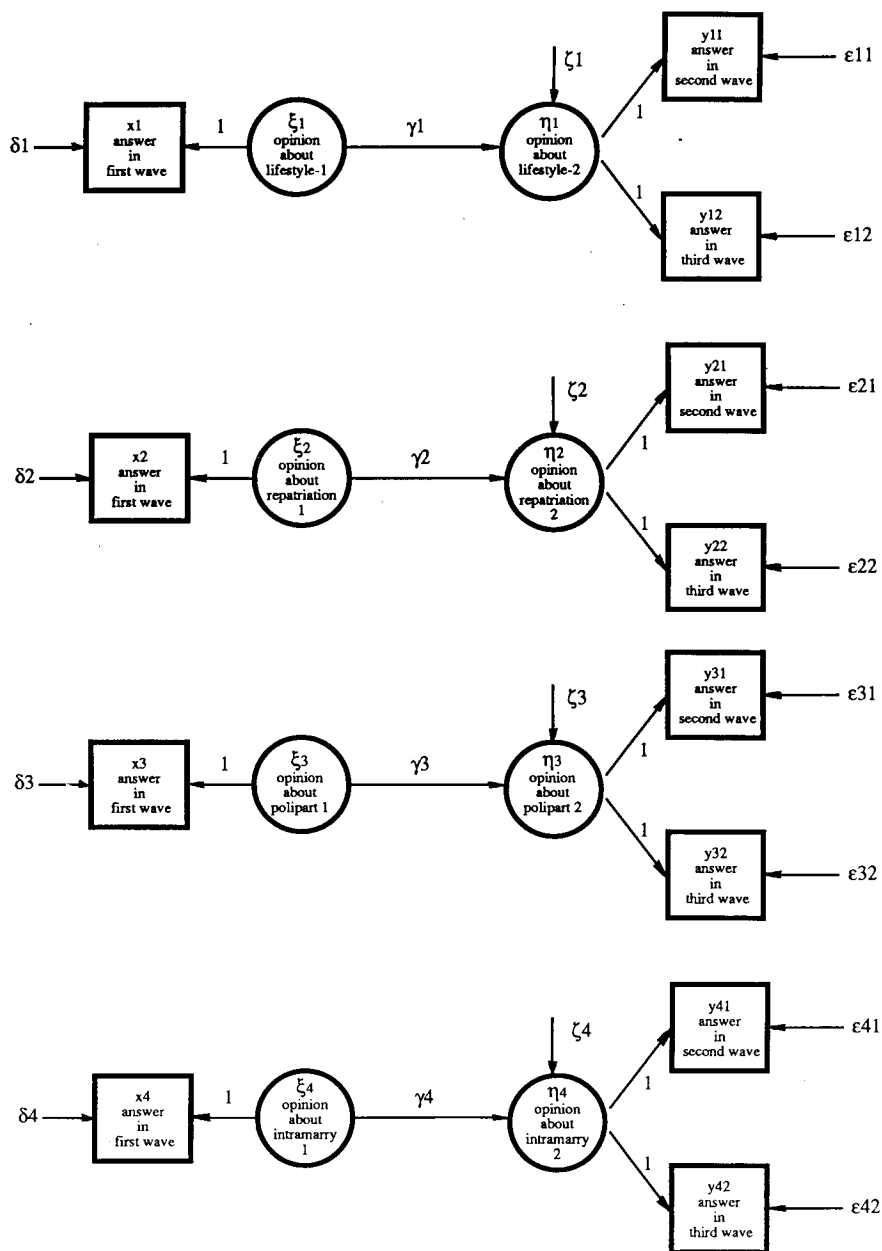 ζ1
y11
answer
in
second wave
ε11
1
δ1
x1
answer
in
first wave
1
ξ1
opinion
about
lifestyle-1
γ1
η1
opinion
about
lifestyle-2
1
y12
answer
in
third wave
ε12
ζ2
y21
answer
in
second wave
ε21
1
δ2
x2
answer
in
first wave
1
ξ2
opinion
about
repatriation
1
γ2
η2
opinion
about
repatriation
2
1
y22
answer
in
third wave
ε22
ζ3
y31
answer
in
second wave
ε31
1
δ3
x3
answer
in
first wave
1
ξ3
opinion
about
polipart 1
γ3
η3
opinion
about
polipart 2
1
y32
answer
in
third wave
ε32
ζ4
y41
answer
in
second wave
ε41
1
δ4
x4
answer
in
first wave
1
ξ4
opinion
about
intramarry
1
γ4
η4
opinion
about
intramarry
2
1
y42
answer
in
third wave
ε42